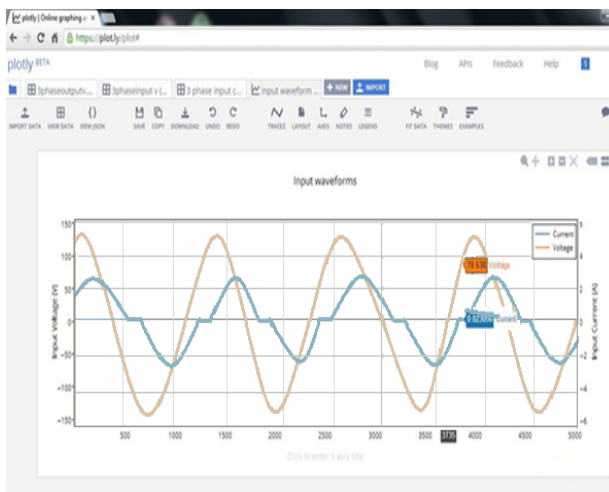 plotly | Online graphing a
https://plot.ly/plot#
plotly BETA
Blog APIs Feedback Help 1
3phaseoutputv... 3phaseinput v (... 3 phase input c... Input waveform ... + NEW IMPORT
IMPORT DATA VIEW DATA VIEW JSON SAVE COPY DOWNLOAD UNDO REDO TRACES LAYOUT AXES NOTES LEGEND FIT DATA THEMES EXAMPLES
Input waveforms
150
100
50
0
−50
−100
−150
Input Voltage (V)
Current
Voltage
Voltage
Current
4
2
0
−2
−4
−6
Input Current (A)
500 1000 1500 2000 2500 3000 3500 3735 4000 4500 5000
Click to enter X axis title